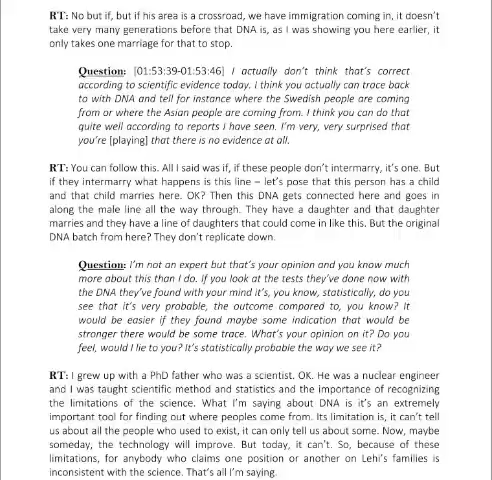 RT: No but if, but if his area is a crossroad, we have immigration coming in, it doesn't
take very many generations before that DNA is, as I was showing you here earlier, it
only takes one marriage for that to stop.
Question: [01:53:39-01:53:46] I actually don't think that's correct
according to scientific evidence today. I think you actually can trace back
to with DNA and tell for instance where the Swedish people are coming
from or where the Asian people are coming from. I think you can do that
quite well according to reports I have seen. I'm very, very surprised that
you're [playing] that there is no evidence at all.
RT: You can follow this. All I said was if, if these people don't intermarry, it's one. But
if they intermarry what happens is this line – let's pose that this person has a child
and that child marries here. OK? Then this DNA gets connected here and goes in
along the male line all the way through. They have a daughter and that daughter
marries and they have a line of daughters that could come in like this. But the original
DNA batch from here? They don't replicate down.
Question: I'm not an expert but that's your opinion and you know much
more about this than I do. If you look at the tests they've done now with
the DNA they've found with your mind it's, you know, statistically, do you
see that it's very probable, the outcome compared to, you know? It
would be easier if they found maybe some indication that would be
stronger there would be some trace. What's your opinion on it? Do you
feel, would I lie to you? It's statistically probable the way we see it?
RT: I grew up with a PhD father who was a scientist. OK. He was a nuclear engineer
and I was taught scientific method and statistics and the importance of recognizing
the limitations of the science. What I'm saying about DNA is it's an extremely
important tool for finding out where peoples come from. Its limitation is, it can't tell
us about all the people who used to exist, it can only tell us about some. Now, maybe
someday, the technology will improve. But today, it can't. So, because of these
limitations, for anybody who claims one position or another on Lehi's families is
inconsistent with the science. That's all I'm saying.